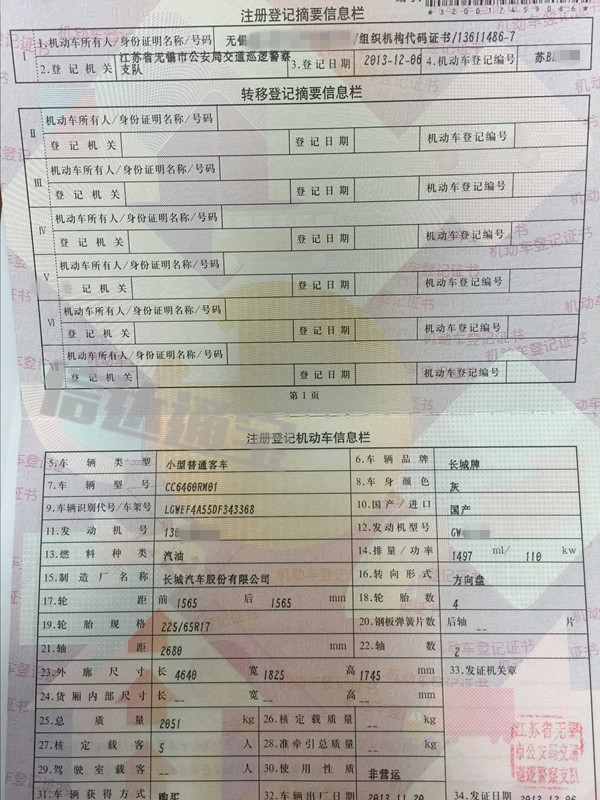 *320017459086*
注册登记摘要信息栏
I 1.机动车所有人/身份证明名称/号码 无锡 /组织机构代码证书/13611486-7
2.登记机关 江苏省无锡市公安局交通巡逻警察支队 3.登记日期 2013-12-06 4.机动车登记编号 苏B
转移登记摘要信息栏
II 机动车所有人/身份证明名称/号码
登记机关 登记日期 机动车登记编号
III 机动车所有人/身份证明名称/号码
登记机关 登记日期 机动车登记编号
IV 机动车所有人/身份证明名称/号码
登记机关 登记日期 机动车登记编号
V 机动车所有人/身份证明名称/号码
登记机关 登记日期 机动车登记编号
VI 机动车所有人/身份证明名称/号码
登记机关 登记日期 机动车登记编号
VII 机动车所有人/身份证明名称/号码
登记机关 登记日期 机动车登记编号
第1页
注册登记机动车信息栏
5.车辆类型 小型普通客车 6.车辆品牌 长城牌
7.车辆型号 CC6460RM01 8.车身颜色 灰
9.车辆识别代号/车架号 LGWEF4A55DF343368 10.国产/进口 国产
11.发动机号 13 12.发动机型号 GW
13.燃料种类 汽油 14.排量/功率 1497 ml/ 110 kw
15.制造厂名称 长城汽车股份有限公司 16.转向形式 方向盘
17.轮距 前 1565 后 1565 mm 18.轮胎数 4
19.轮胎规格 225/65R17 20.钢板弹簧片数 后轴 -- 片
21.轴距 2680 mm 22.轴数 2
23.外廓尺寸 长 4640 宽 1825 高 1745 mm 33.发证机关章
24.货厢内部尺寸 长 -- 宽 -- 高 -- mm
25.总质量 2051 kg 26.核定载质量 -- kg
27.核定载客 5 人 28.准牵引总质量 -- kg
29.驾驶室载客 -- 人 30.使用性质 非营运
江苏省无锡
市公安局交通
巡逻警察支队
31.车辆获得方式 购买 32.车辆出厂日期 2013-11-20 34.发证日期 2013-12-06